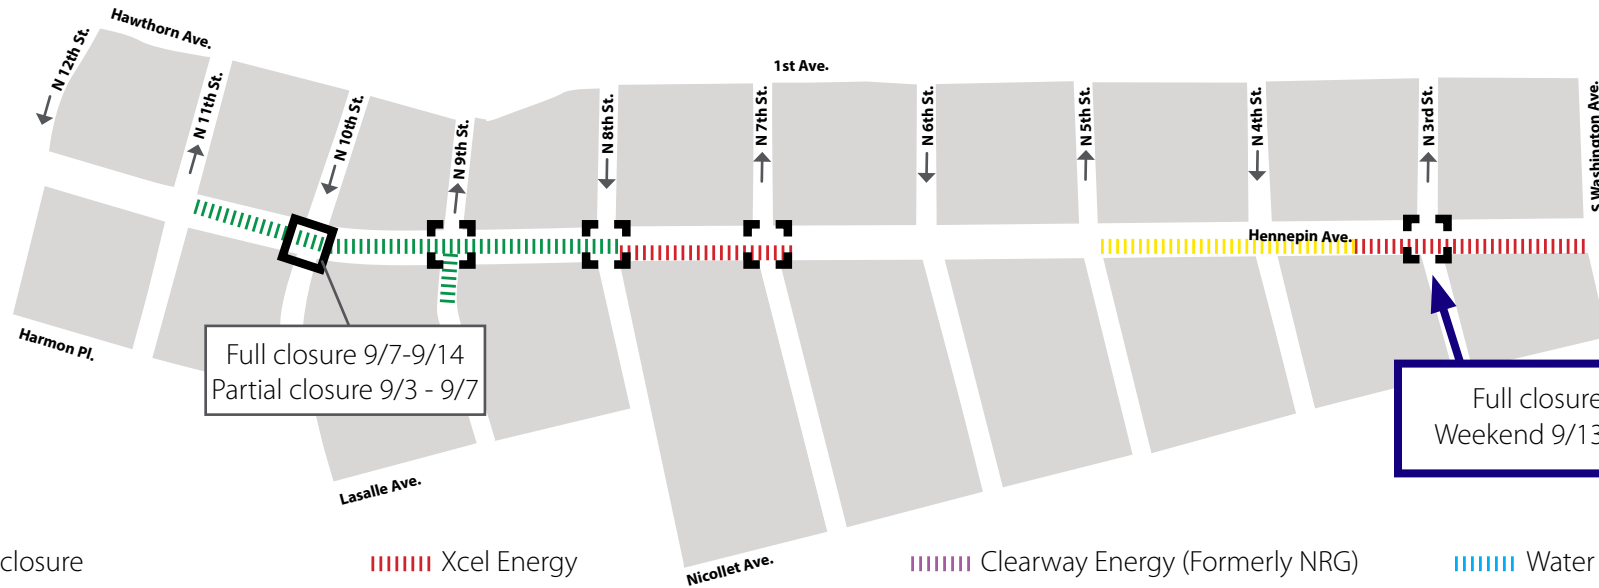 Hawthorn Ave.
N 12th St.
N 11th St.
N 10th St.
N 9th St.
N 8th St.
1st Ave.
N 7th St.
N 6th St.
N 5th St.
N 4th St.
N 3rd St.
S Washington Ave.
Hennepin Ave.
Harmon Pl.
Full closure 9/7-9/14
Partial closure 9/3 - 9/7
Full closure
Weekend 9/13
Lasalle Ave.
Nicollet Ave.
closure
Xcel Energy
Clearway Energy (Formerly NRG)
Water